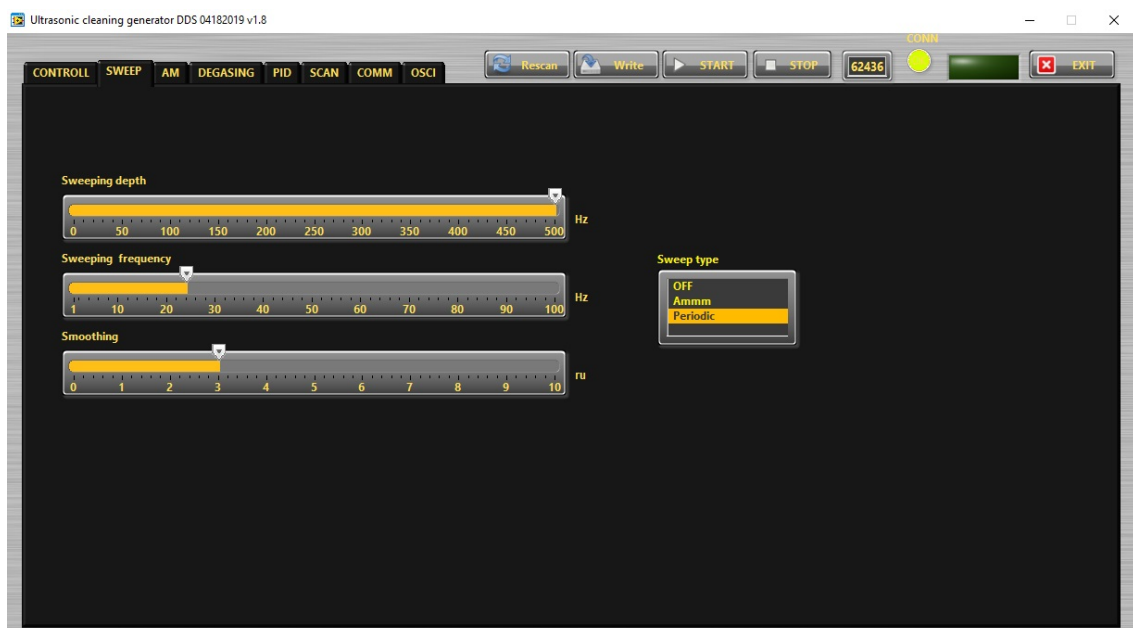 Ultrasonic cleaning generator DDS 04182019 v1.8
CONN
CONTROLL SWEEP AM DEGASING PID SCAN COMM OSCI Rescan Write START STOP 62436 EXIT
Sweeping depth
0 50 100 150 200 250 300 350 400 450 500 Hz
Sweeping frequency
1 10 20 30 40 50 60 70 80 90 100 Hz
Smoothing
0 1 2 3 4 5 6 7 8 9 10 ru
Sweep type
OFF
Ammm
Periodic